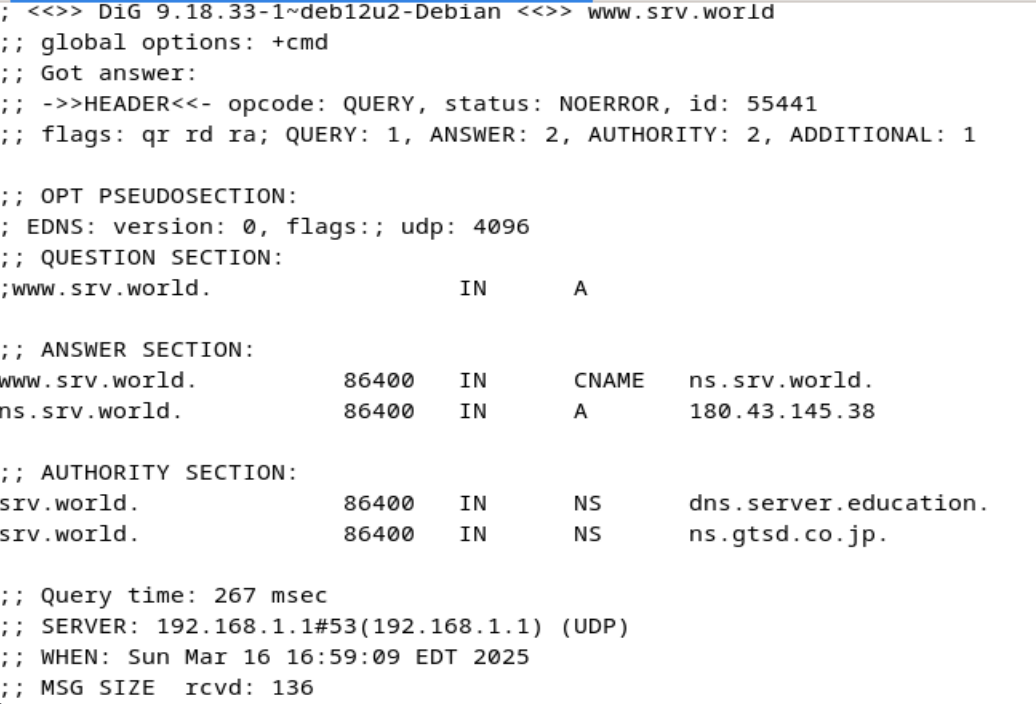 ; <<>> DiG 9.18.33-1~deb12u2-Debian <<>> www.srv.world
;; global options: +cmd
;; Got answer:
;; ->>HEADER<<- opcode: QUERY, status: NOERROR, id: 55441
;; flags: qr rd ra; QUERY: 1, ANSWER: 2, AUTHORITY: 2, ADDITIONAL: 1
;; OPT PSEUDOSECTION:
; EDNS: version: 0, flags:; udp: 4096
;; QUESTION SECTION:
;www.srv.world. IN A
;; ANSWER SECTION:
www.srv.world. 86400 IN CNAME ns.srv.world.
ns.srv.world. 86400 IN A 180.43.145.38
;; AUTHORITY SECTION:
srv.world. 86400 IN NS dns.server.education.
srv.world. 86400 IN NS ns.gtsd.co.jp.
;; Query time: 267 msec
;; SERVER: 192.168.1.1#53(192.168.1.1) (UDP)
;; WHEN: Sun Mar 16 16:59:09 EDT 2025
;; MSG SIZE rcvd: 136